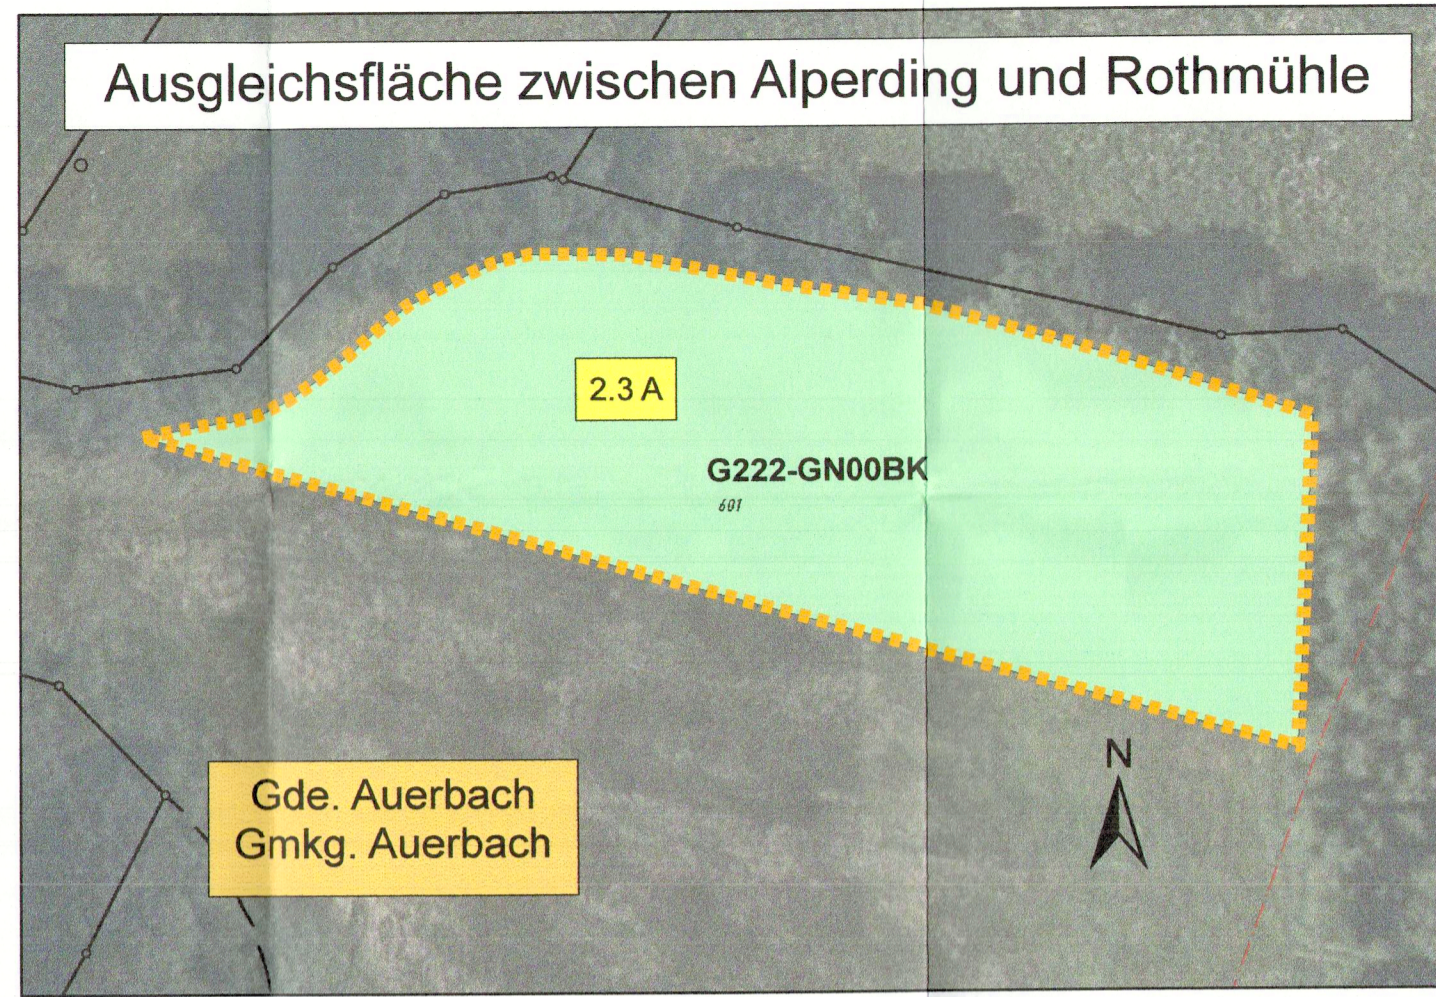 Ausgleichsfläche zwischen Alperding und Rothmühle
2.3 A
G222-GN00BK
601
N
Gde. Auerbach
Gmkg. Auerbach